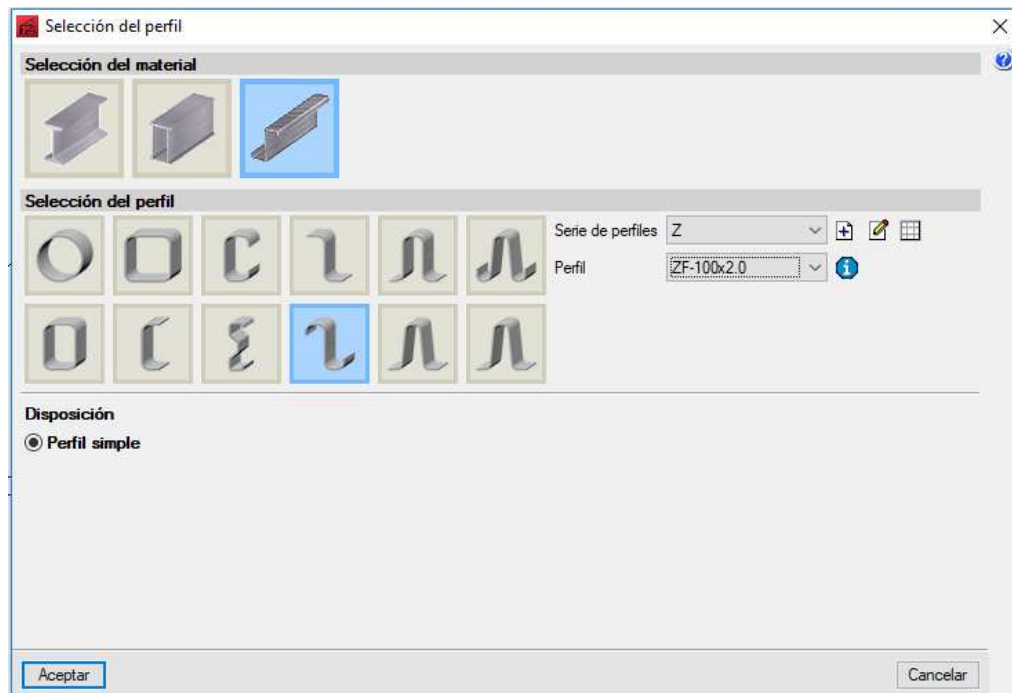 Selección del perfil
Selección del material
Selección del perfil
Serie de perfiles Z
Perfil ZF-100x2.0
Disposición
Perfil simple
Aceptar Cancelar